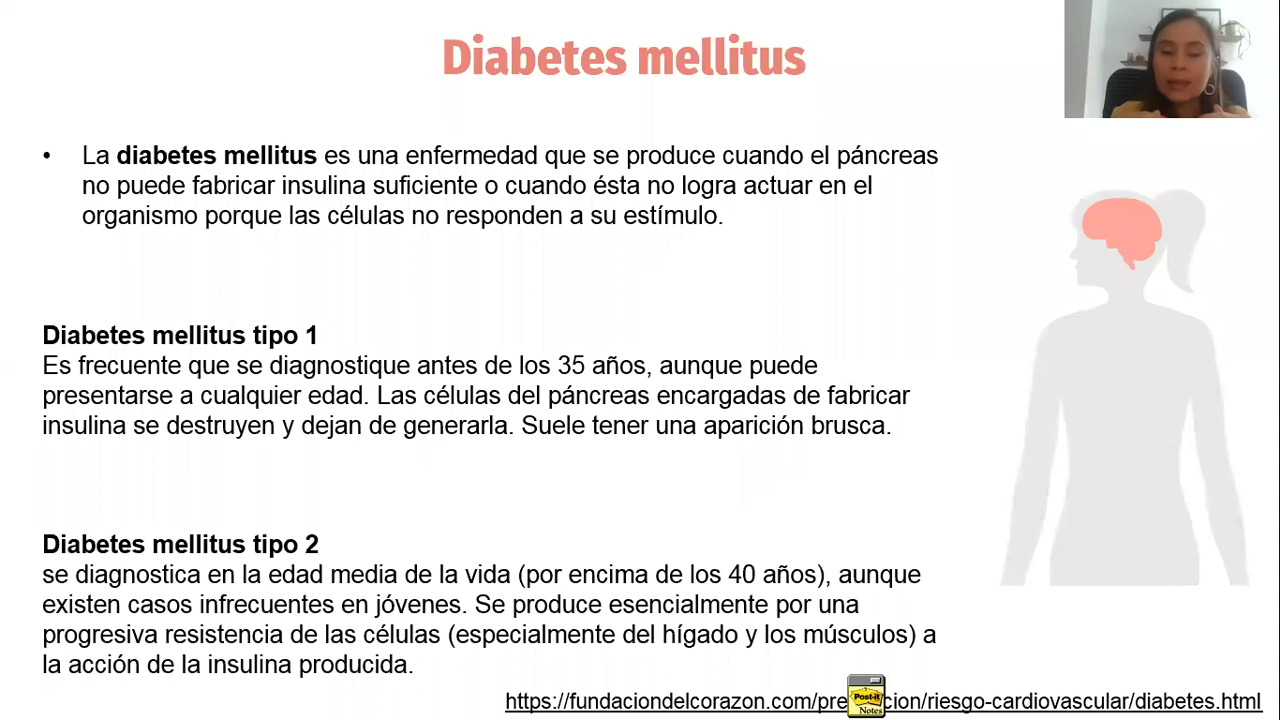 Diabetes mellitus
• La diabetes mellitus es una enfermedad que se produce cuando el páncreas
no puede fabricar insulina suficiente o cuando ésta no logra actuar en el
organismo porque las células no responden a su estímulo.
Diabetes mellitus tipo 1
Es frecuente que se diagnostique antes de los 35 años, aunque puede
presentarse a cualquier edad. Las células del páncreas encargadas de fabricar
insulina se destruyen y dejan de generarla. Suele tener una aparición brusca.
Diabetes mellitus tipo 2
se diagnostica en la edad media de la vida (por encima de los 40 años), aunque
existen casos infrecuentes en jóvenes. Se produce esencialmente por una
progresiva resistencia de las células (especialmente del hígado y los músculos) a
la acción de la insulina producida.
https://fundaciondelcorazon.com/pre cion/riesgo-cardiovascular/diabetes.html
Post-it
Notes